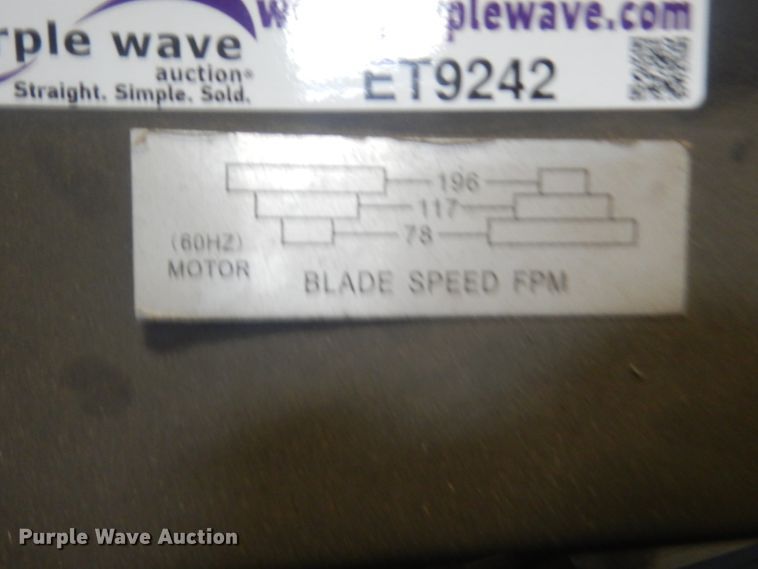 plewave.com
rple wave
auction®
Straight. Simple. Sold.
ET9242
196
117
78
(60HZ)
MOTOR
BLADE SPEED FPM
Purple Wave Auction